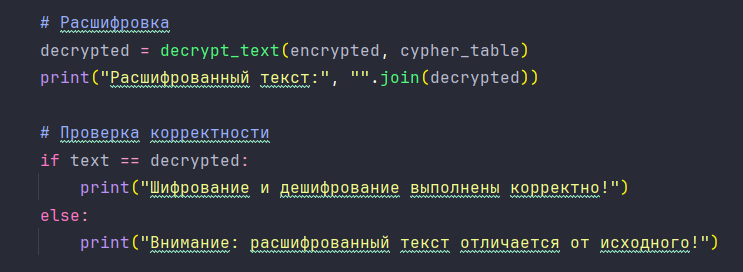 # Расшифровка
decrypted = decrypt_text(encrypted, cypher_table)
print("Расшифрованный текст:", "".join(decrypted))
# Проверка корректности
if text == decrypted:
print("Шифрование и дешифрование выполнены корректно!")
else:
print("Внимание: расшифрованный текст отличается от исходного!")